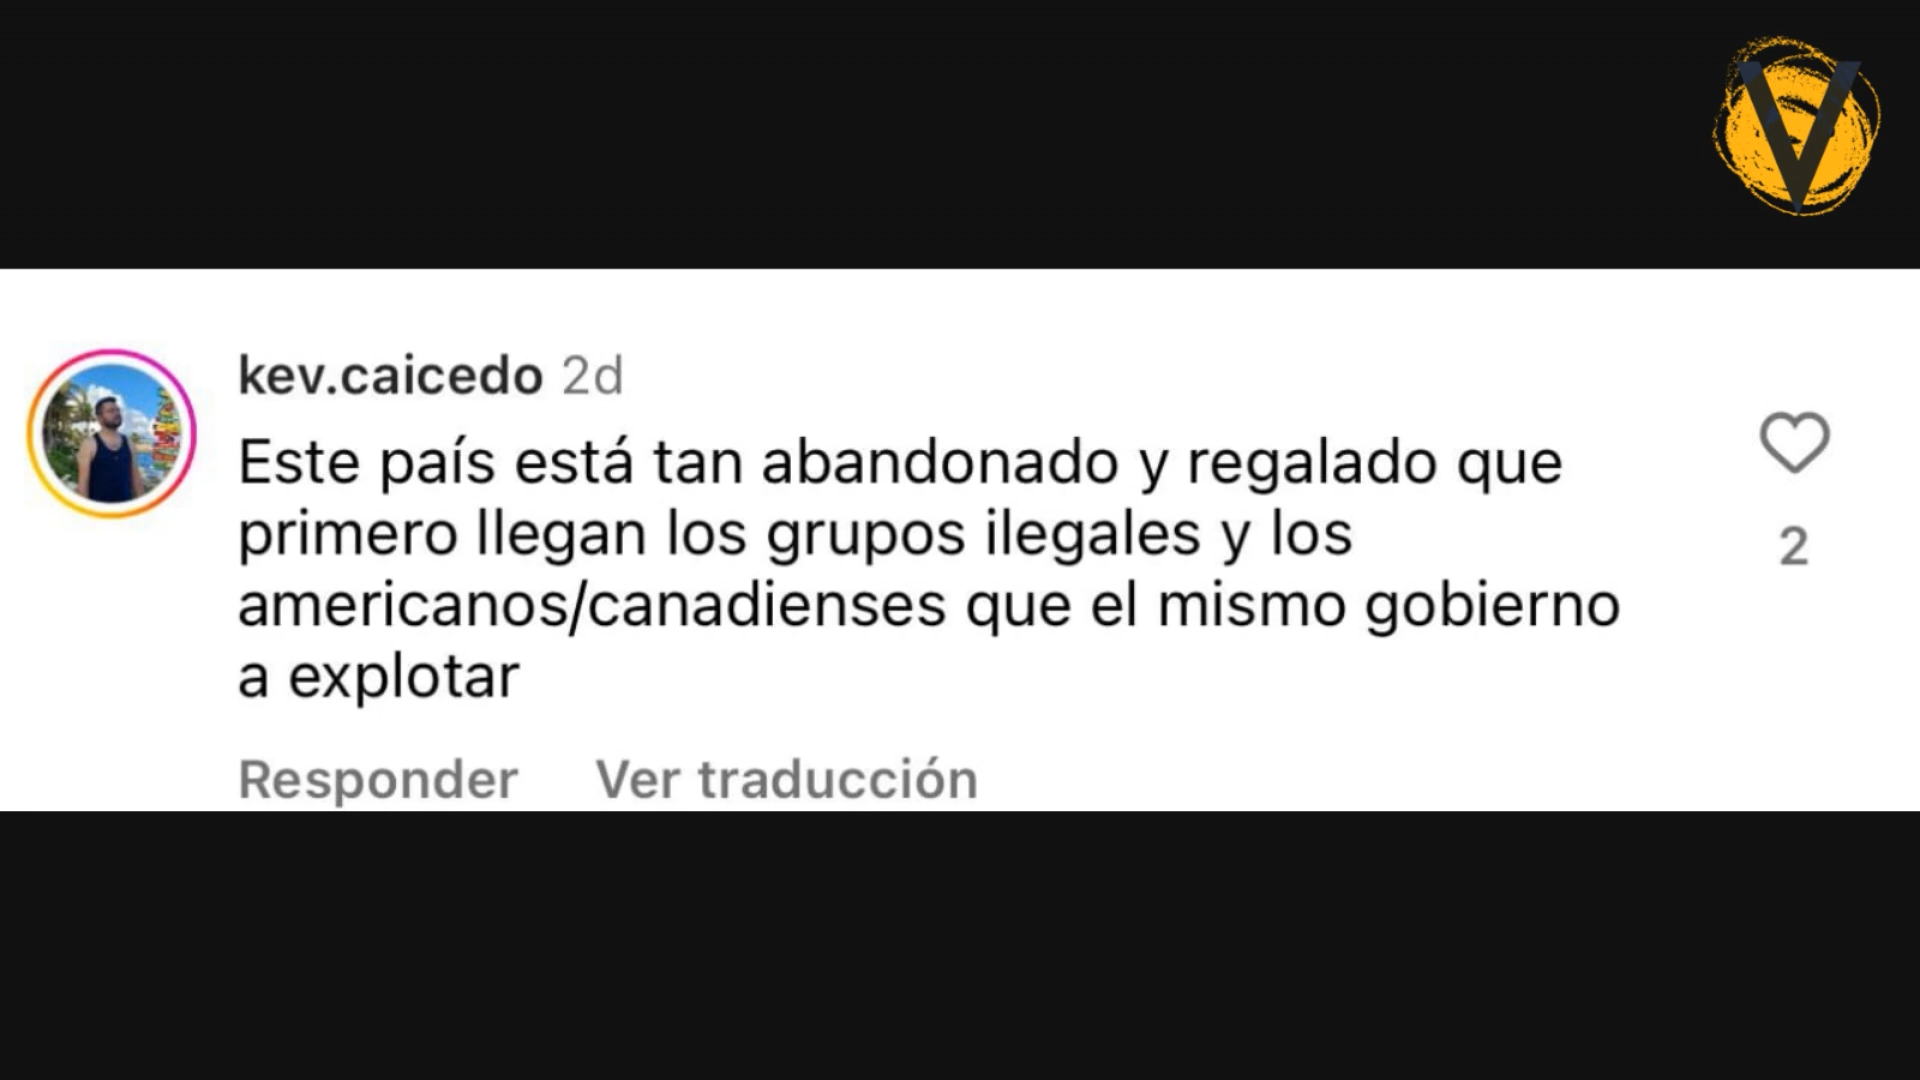 V
kev.caicedo 2d
Este país está tan abandonado y regalado que
primero llegan los grupos ilegales y los
americanos/canadienses que el mismo gobierno
a explotar
2
Responder Ver traducción